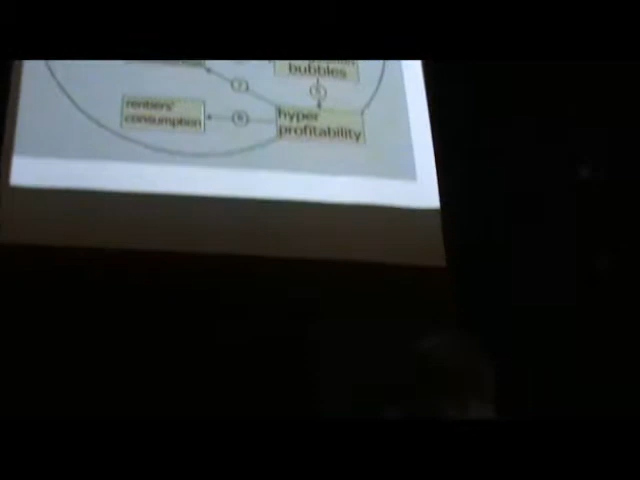 bubbles
rentiers'
consumption
hyper
profitability